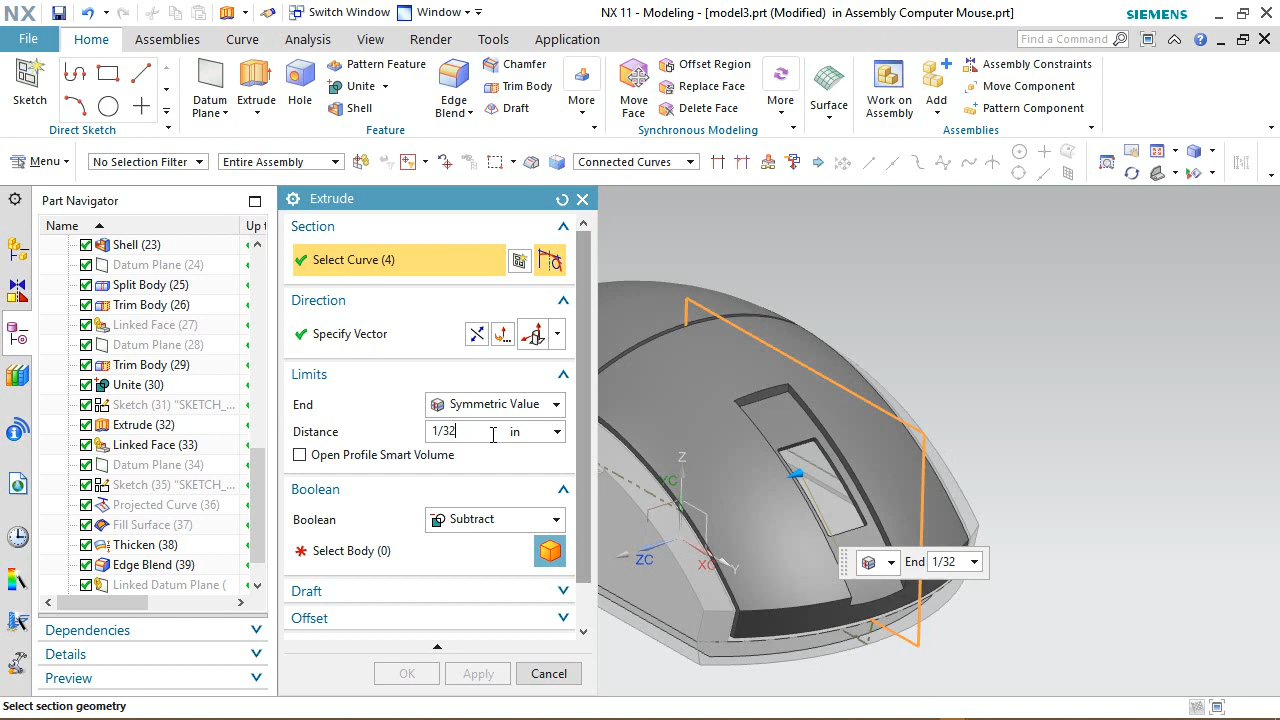 NX 11 - Modeling - [model3.prt (Modified) in Assembly Computer Mouse.prt]
SIEMENS
Switch Window
Window
File
Home
Assemblies
Curve
Analysis
View
Render
Tools
Application
Find a Command
Sketch
Direct Sketch
Datum Plane
Extrude
Hole
Pattern Feature
Unite
Shell
Edge Blend
Chamfer
Trim Body
Draft
More
Feature
Move Face
Offset Region
Replace Face
Delete Face
More
Synchronous Modeling
Surface
Work on Assembly
Add
Assembly Constraints
Move Component
Pattern Component
Assemblies
Menu
No Selection Filter
Entire Assembly
Connected Curves
Part Navigator
Name
Up t
Shell (23)
Datum Plane (24)
Split Body (25)
Trim Body (26)
Linked Face (27)
Datum Plane (28)
Trim Body (29)
Unite (30)
Sketch (31) "SKETCH_...
Extrude (32)
Linked Face (33)
Datum Plane (34)
Sketch (35) "SKETCH_...
Projected Curve (36)
Fill Surface (37)
Thicken (38)
Edge Blend (39)
Linked Datum Plane (
Dependencies
Details
Preview
Extrude
Section
Select Curve (4)
Direction
Specify Vector
Limits
End
Symmetric Value
Distance
1/32
in
Open Profile Smart Volume
Boolean
Boolean
Subtract
Select Body (0)
Draft
Offset
OK
Apply
Cancel
Z
YC
ZC
XC
Y
End
1/32
Select section geometry